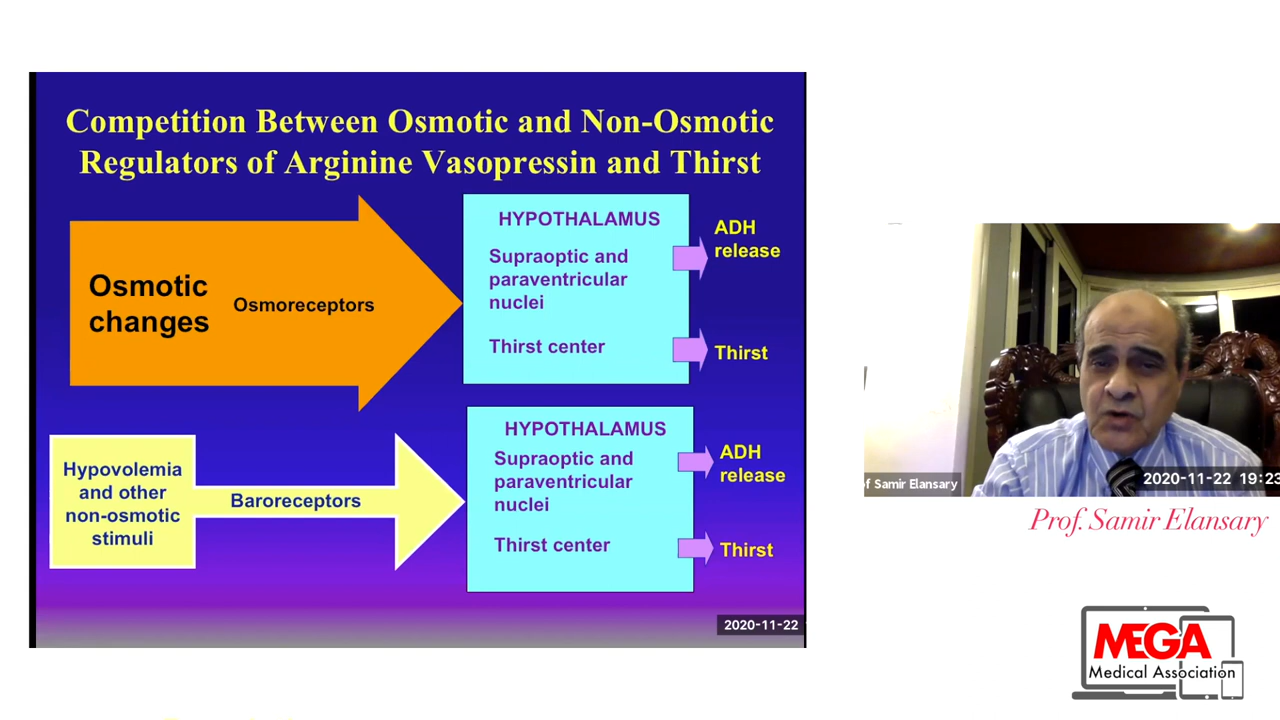 Competition Between Osmotic and Non-Osmotic
Regulators of Arginine Vasopressin and Thirst
Osmotic
changes
Osmoreceptors
HYPOTHALAMUS
Supraoptic and
paraventricular
nuclei
Thirst center
ADH
release
Thirst
Hypovolemia
and other
non-osmotic
stimuli
Baroreceptors
HYPOTHALAMUS
Supraoptic and
paraventricular
nuclei
Thirst center
ADH
release
Thirst
2020-11-22
f Samir Elansary
2020-11-22 19:23
Prof. Samir Elansary
MEGA
Medical Association